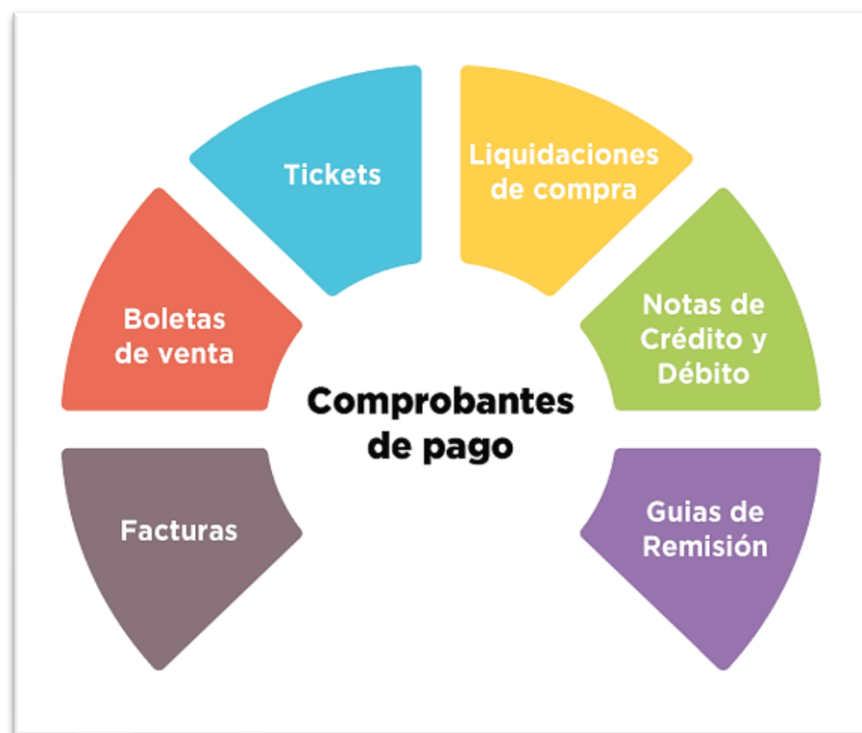 Tickets
Liquidaciones
de compra
Boletas
de venta
Notas de
Crédito y
Débito
Comprobantes
de pago
Facturas
Guias de
Remisión